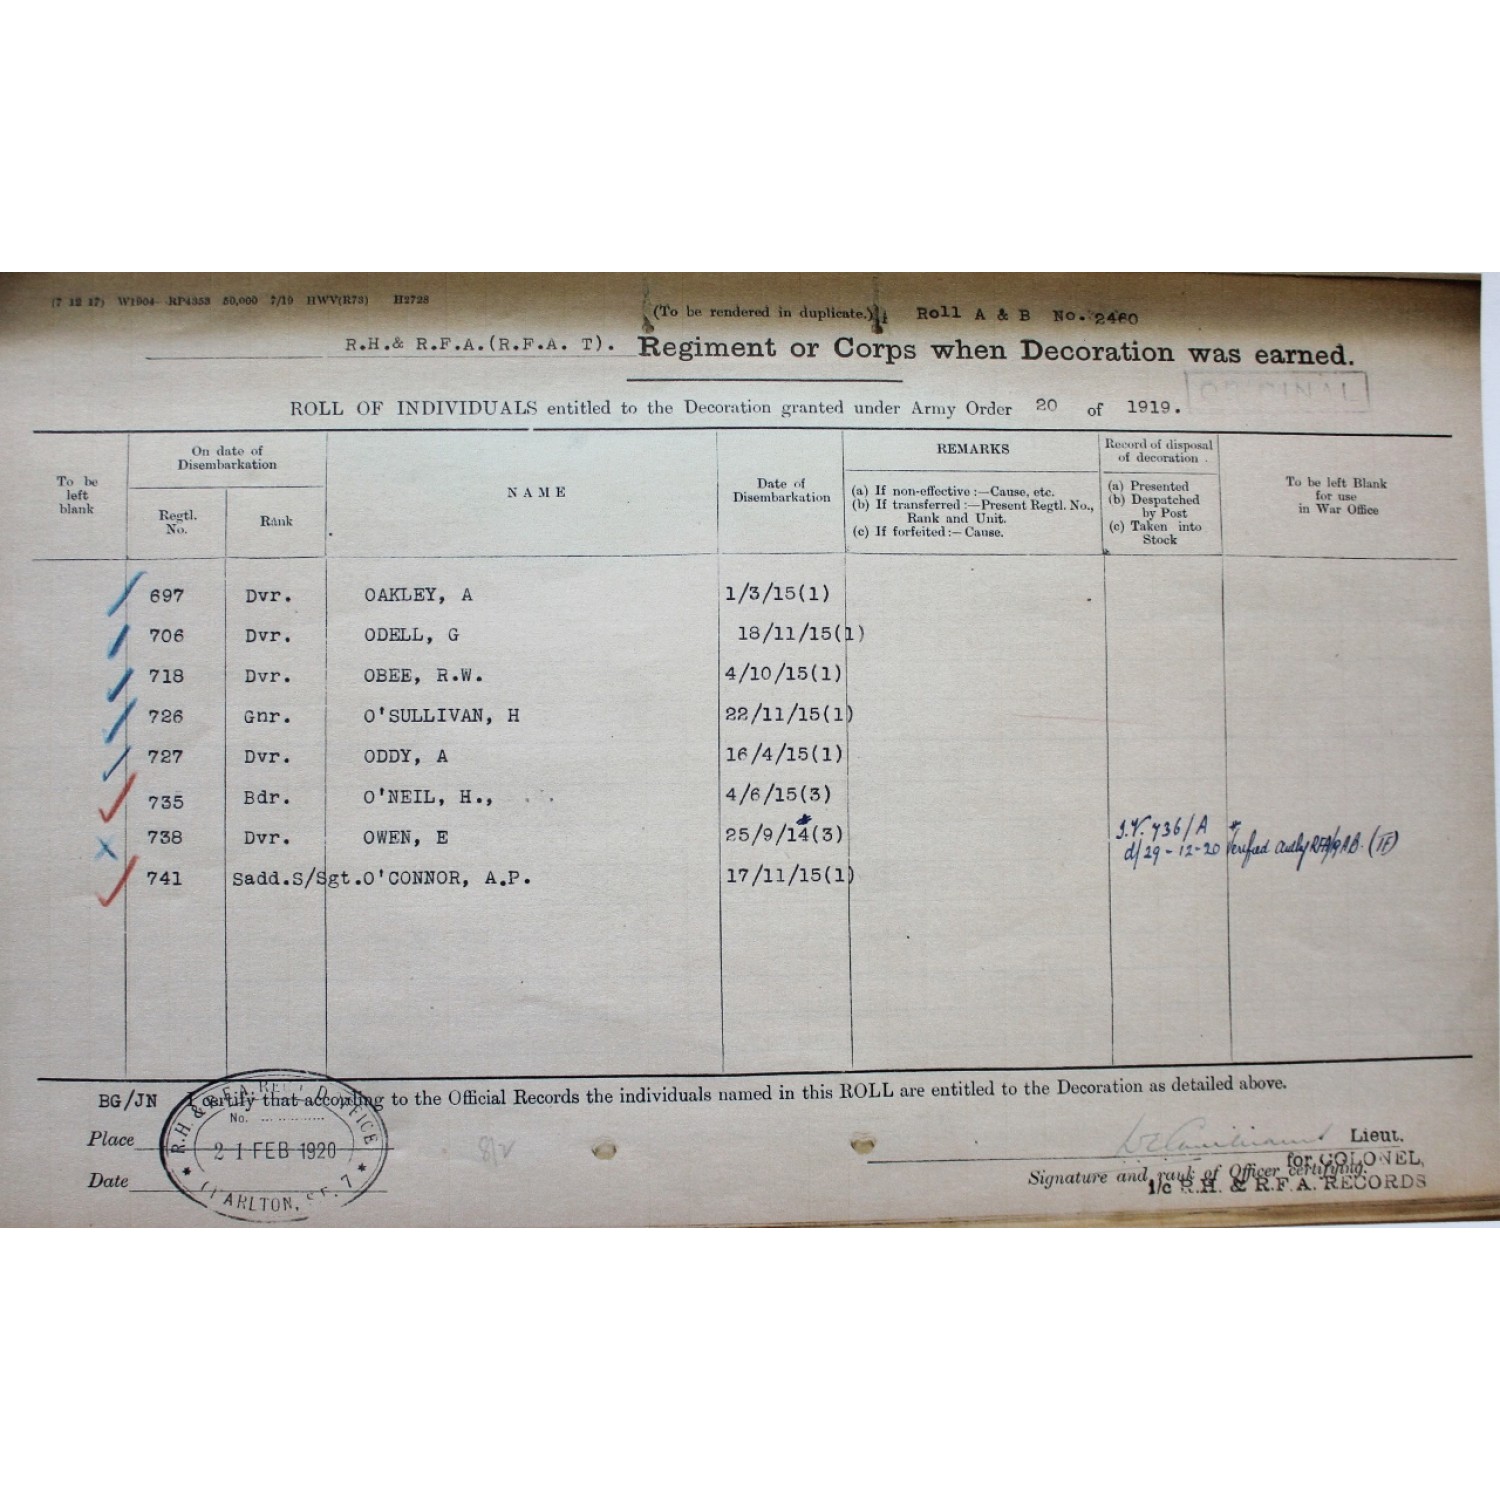 (7 12 17) W1904 RP4353 50,000 7/19 HWV(R73) H2728
(To be rendered in duplicate.) Roll A & B No. 2460
R.H.& R.F.A.(R.F.A. T). Regiment or Corps when Decoration was earned.
ORIGINAL
ROLL OF INDIVIDUALS entitled to the Decoration granted under Army Order 20 of 1919.
To be left blank
On date of Disembarkation
Regtl. No.
Rank
NAME
Date of Disembarkation
REMARKS
(a) If non-effective :—Cause, etc.
(b) If transferred :—Present Regtl. No., Rank and Unit.
(c) If forfeited :— Cause.
Record of disposal of decoration.
(a) Presented
(b) Despatched by Post
(c) Taken into Stock
To be left Blank for use in War Office
697 Dvr. OAKLEY, A 1/3/15(1)
706 Dvr. ODELL, G 18/11/15(1)
718 Dvr. OBEE, R.W. 4/10/15(1)
726 Gnr. O'SULLIVAN, H 22/11/15(1)
727 Dvr. ODDY, A 16/4/15(1)
735 Bdr. O'NEIL, H., 4/6/15(3)
738 Dvr. OWEN, E 25/9/14*(3) I.V. 736/A *
d/29-12-20 Verified (TF)
741 Sadd.S/Sgt. O'CONNOR, A.P. 17/11/15(1)
BG/JN I certify that according to the Official Records the individuals named in this ROLL are entitled to the Decoration as detailed above.
Place
Date
R.H. & R.F.A. RECORD OFFICE
No.
21 FEB 1920
8/2
Lieut.
for COLONEL,
Signature and rank of Officer certifying.
I/c R.H. & R.F.A. RECORDS